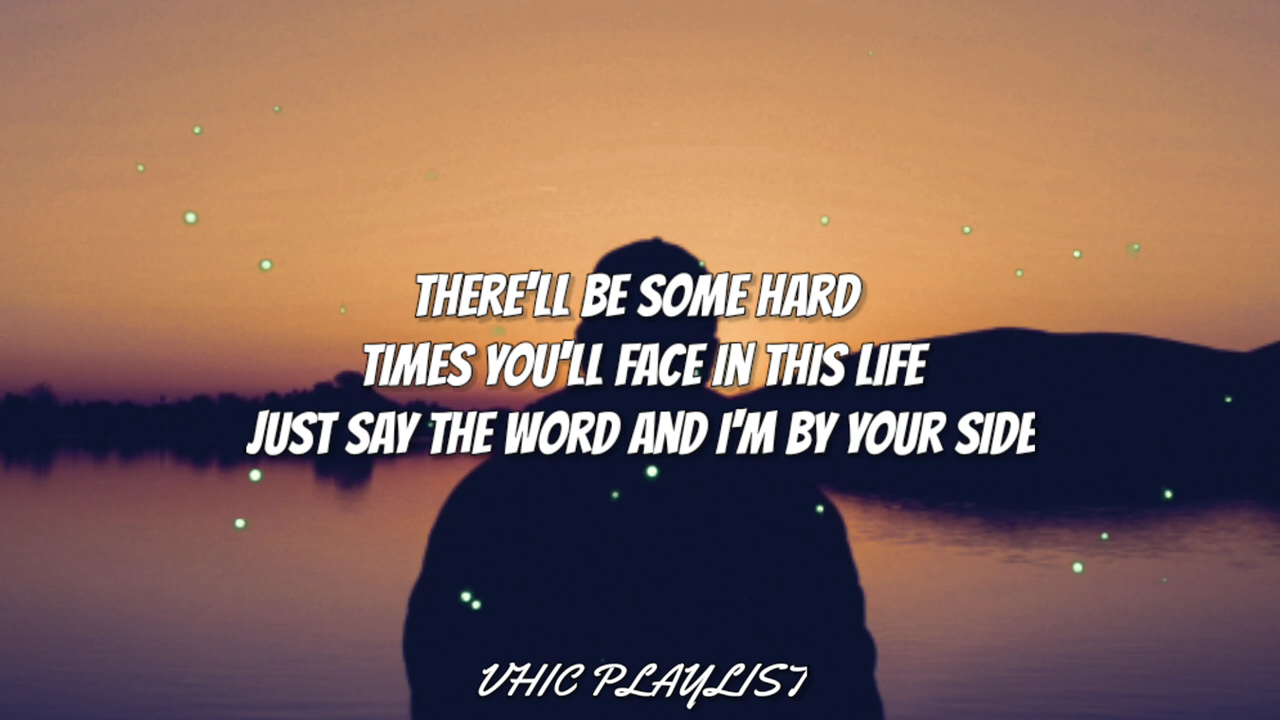 THERE'LL BE SOME HARD
TIMES YOU'LL FACE IN THIS LIFE
JUST SAY THE WORD AND I'M BY YOUR SIDE
VHIC PLAYLIST